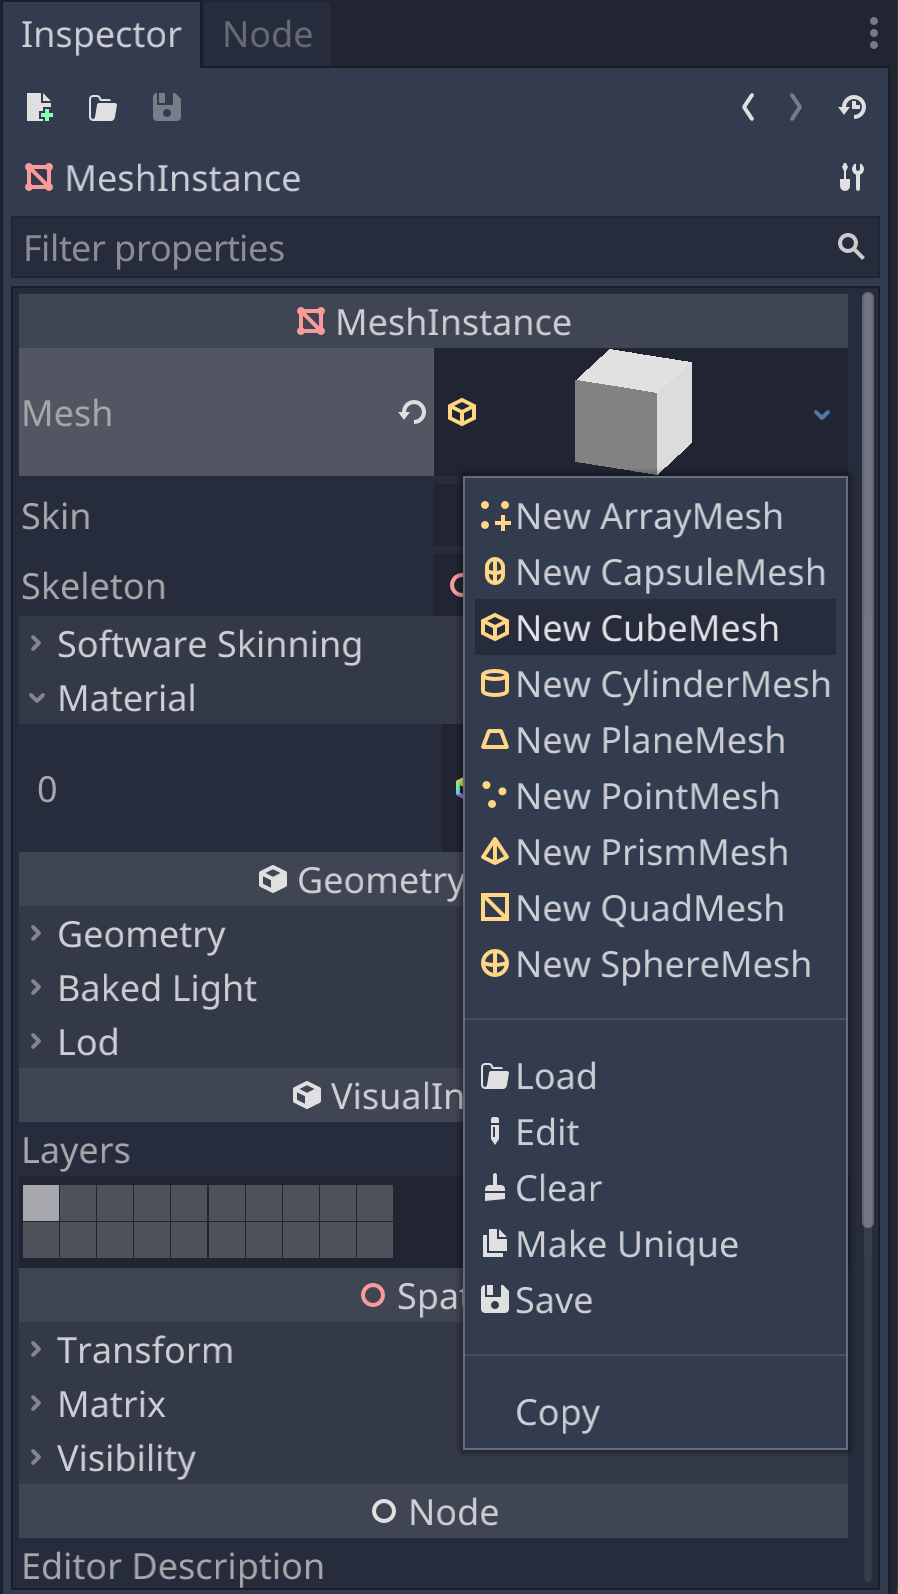 Inspector
Node
MeshInstance
Filter properties
MeshInstance
Mesh
Skin
Skeleton
Software Skinning
Material
0
Geometry
Geometry
Baked Light
Lod
Layers
Transform
Matrix
Visibility
Node
Editor Description
New ArrayMesh
New CapsuleMesh
New CubeMesh
New CylinderMesh
New PlaneMesh
New PointMesh
New PrismMesh
New QuadMesh
New SphereMesh
Load
Edit
Clear
Make Unique
Save
Copy